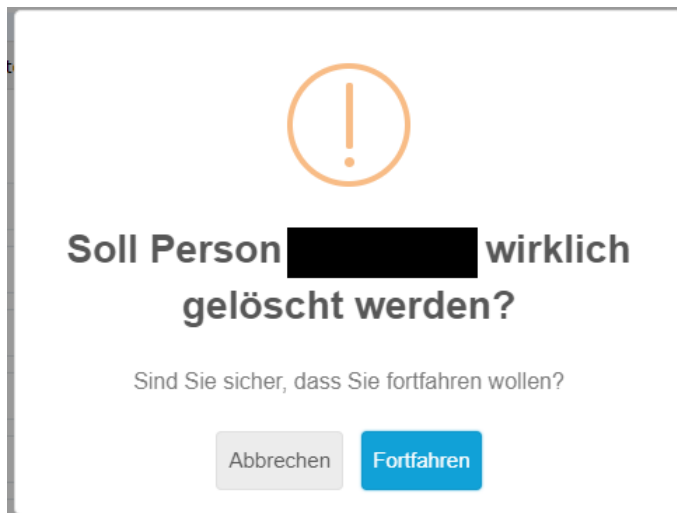 Soll Person wirklich
gelöscht werden?
Sind Sie sicher, dass Sie fortfahren wollen?
Abbrechen
Fortfahren